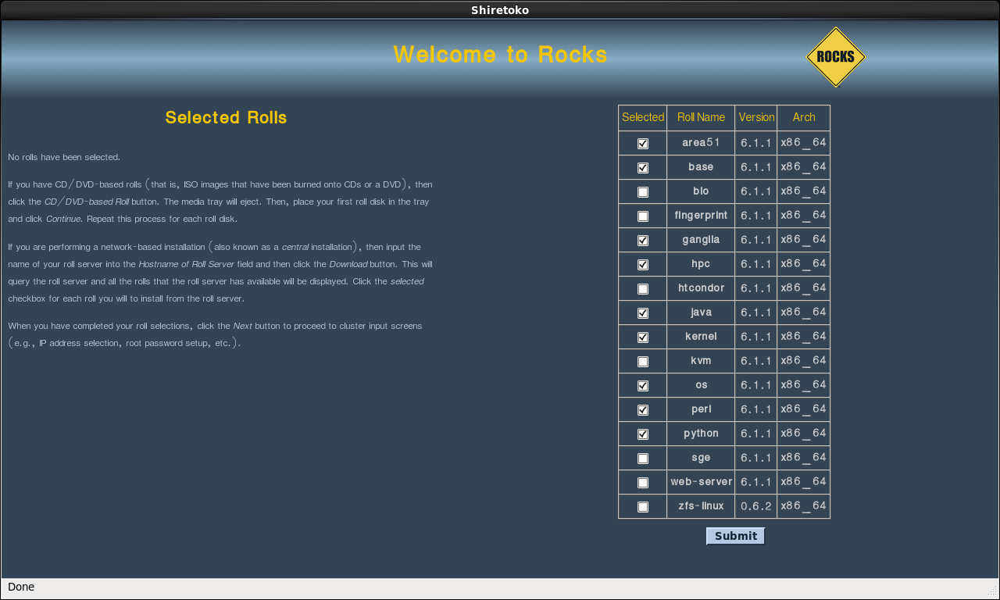 Shiretoko
Welcome to Rocks
ROCKS
Selected Rolls
No rolls have been selected.
If you have CD/DVD-based rolls (that is, ISO images that have been burned onto CDs or a DVD), then
click the CD/DVD-based Roll button. The media tray will eject. Then, place your first roll disk in the tray
and click Continue. Repeat this process for each roll disk.
If you are performing a network-based installation (also known as a central installation), then input the
name of your roll server into the Hostname of Roll Server field and then click the Download button. This will
query the roll server and all the rolls that the roll server has available will be displayed. Click the selected
checkbox for each roll you will to install from the roll server.
When you have completed your roll selections, click the Next button to proceed to cluster input screens
(e.g., IP address selection, root password setup, etc.).
Selected Roll Name Version Arch
area51 6.1.1 x86_64
base 6.1.1 x86_64
bio 6.1.1 x86_64
fingerprint 6.1.1 x86_64
ganglia 6.1.1 x86_64
hpc 6.1.1 x86_64
htcondor 6.1.1 x86_64
java 6.1.1 x86_64
kernel 6.1.1 x86_64
kvm 6.1.1 x86_64
os 6.1.1 x86_64
perl 6.1.1 x86_64
python 6.1.1 x86_64
sge 6.1.1 x86_64
web-server 6.1.1 x86_64
zfs-linux 0.6.2 x86_64
Submit
Done